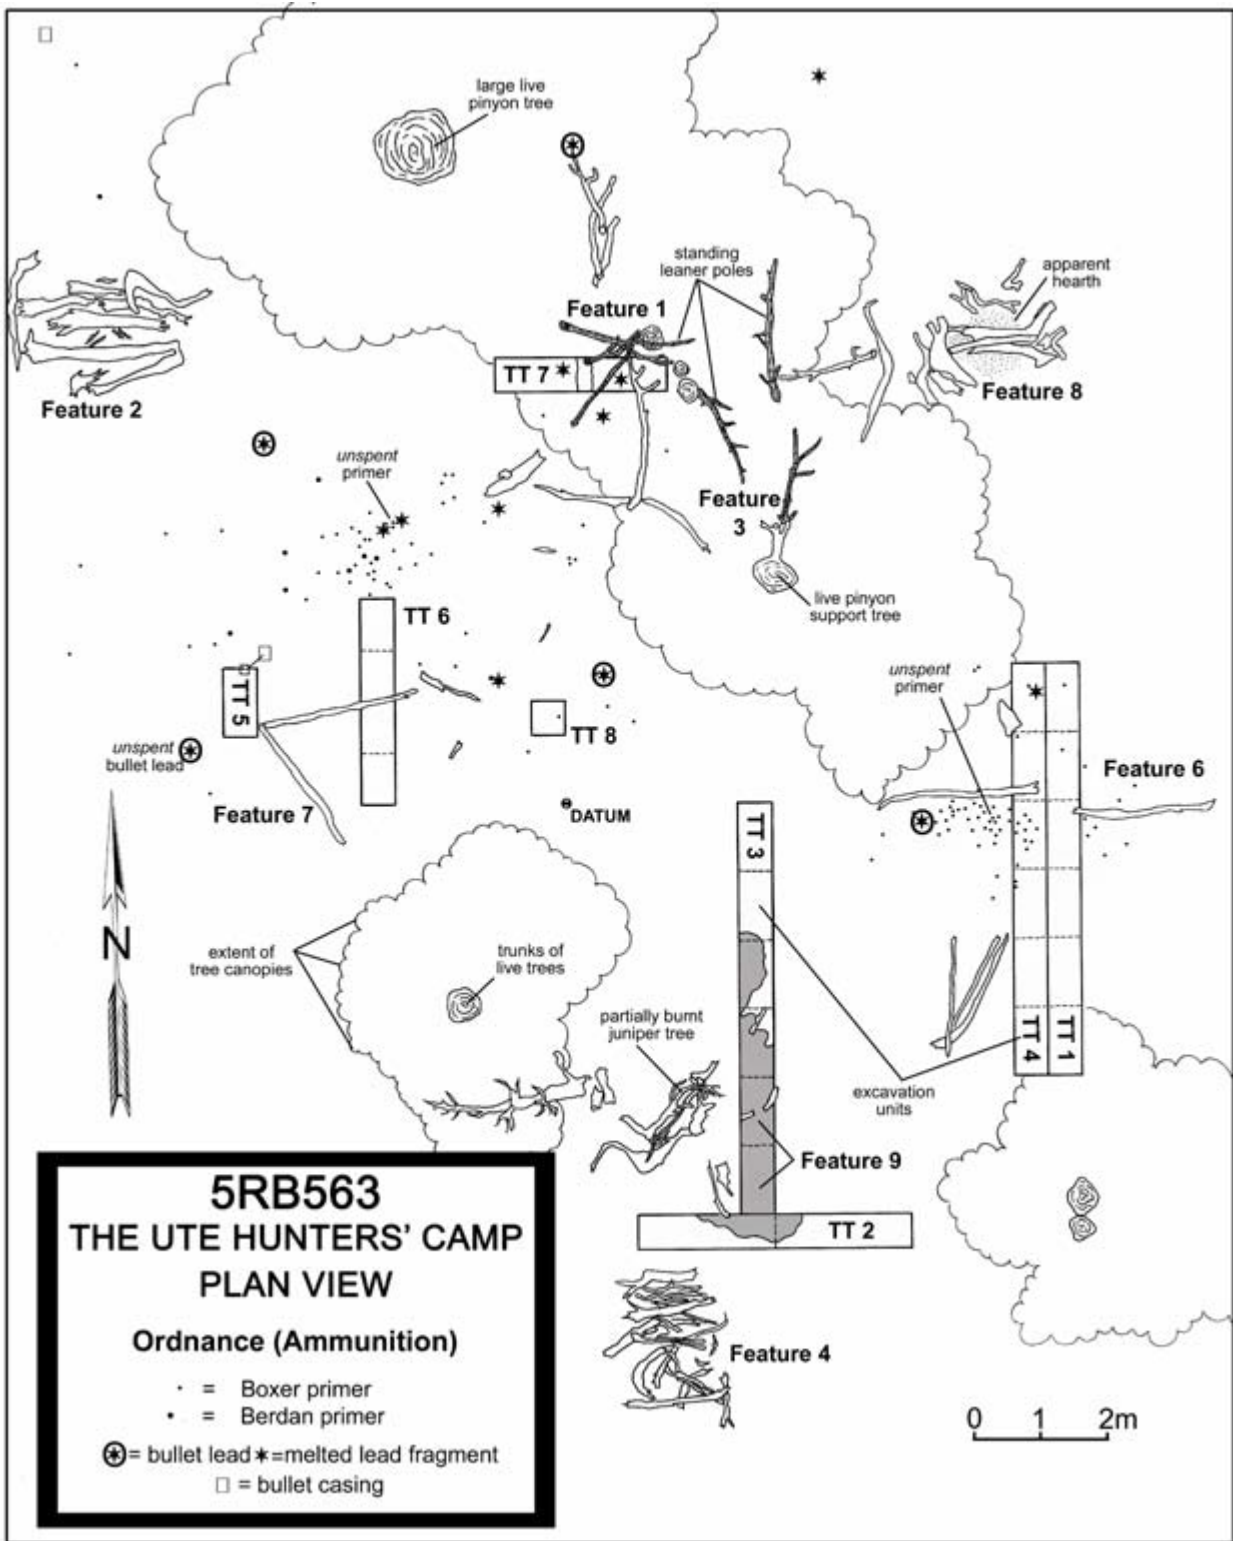 large live
pinyon tree
standing
leaner poles
apparent
hearth
Feature 1
TT 7
Feature 2
Feature 8
unspent
primer
Feature
3
TT 6
live pinyon
support tree
TT 5
unspent
primer
TT 8
unspent
bullet lead
Feature 6
Feature 7
DATUM
TT 3
N
extent of
tree canopies
trunks of
live trees
partially burnt
juniper tree
TT 4
TT 1
excavation
units
Feature 9
TT 2
5RB563
THE UTE HUNTERS' CAMP
PLAN VIEW
Ordnance (Ammunition)
· = Boxer primer
• = Berdan primer
= bullet lead ✶=melted lead fragment
□ = bullet casing
Feature 4
0 1 2m